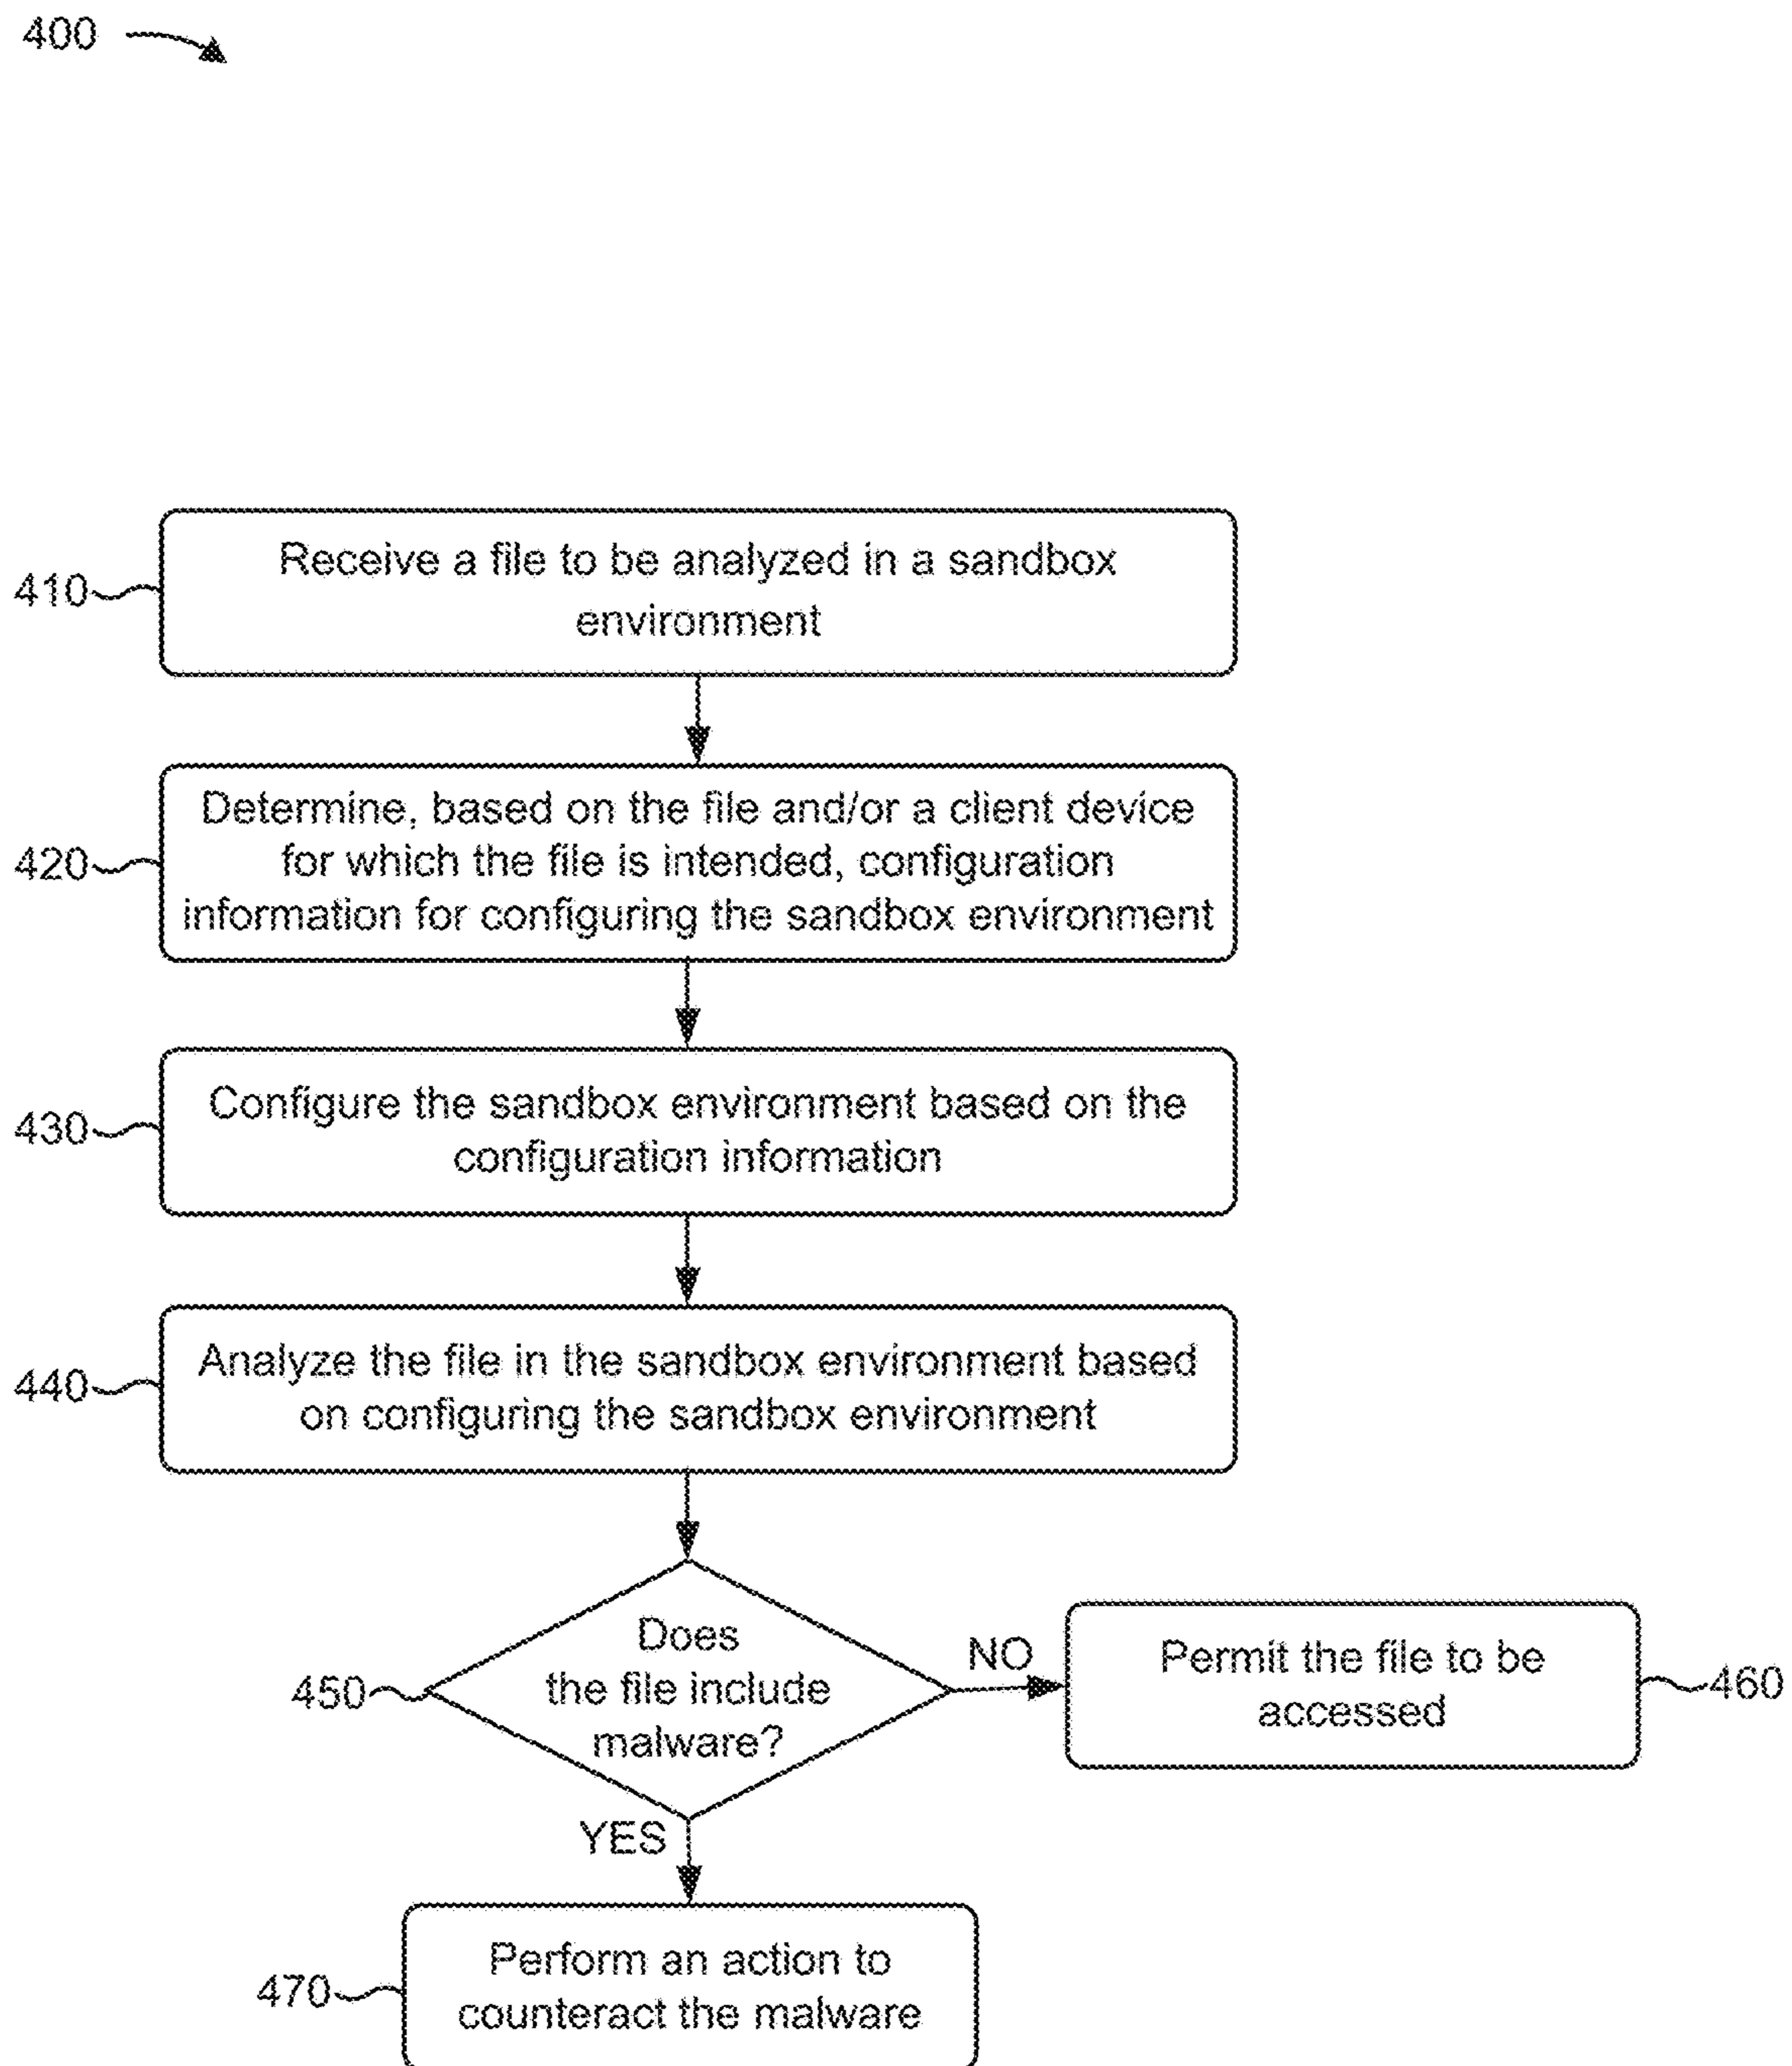 400
410
Receive a file to be analyzed in a sandbox
environment
420
Determine, based on the file and/or a client device
for which the file is intended, configuration
information for configuring the sandbox environment
430
Configure the sandbox environment based on the
configuration information
440
Analyze the file in the sandbox environment based
on configuring the sandbox environment
450
Does
the file include
malware?
NO
Permit the file to be
accessed
460
YES
470
Perform an action to
counteract the malware